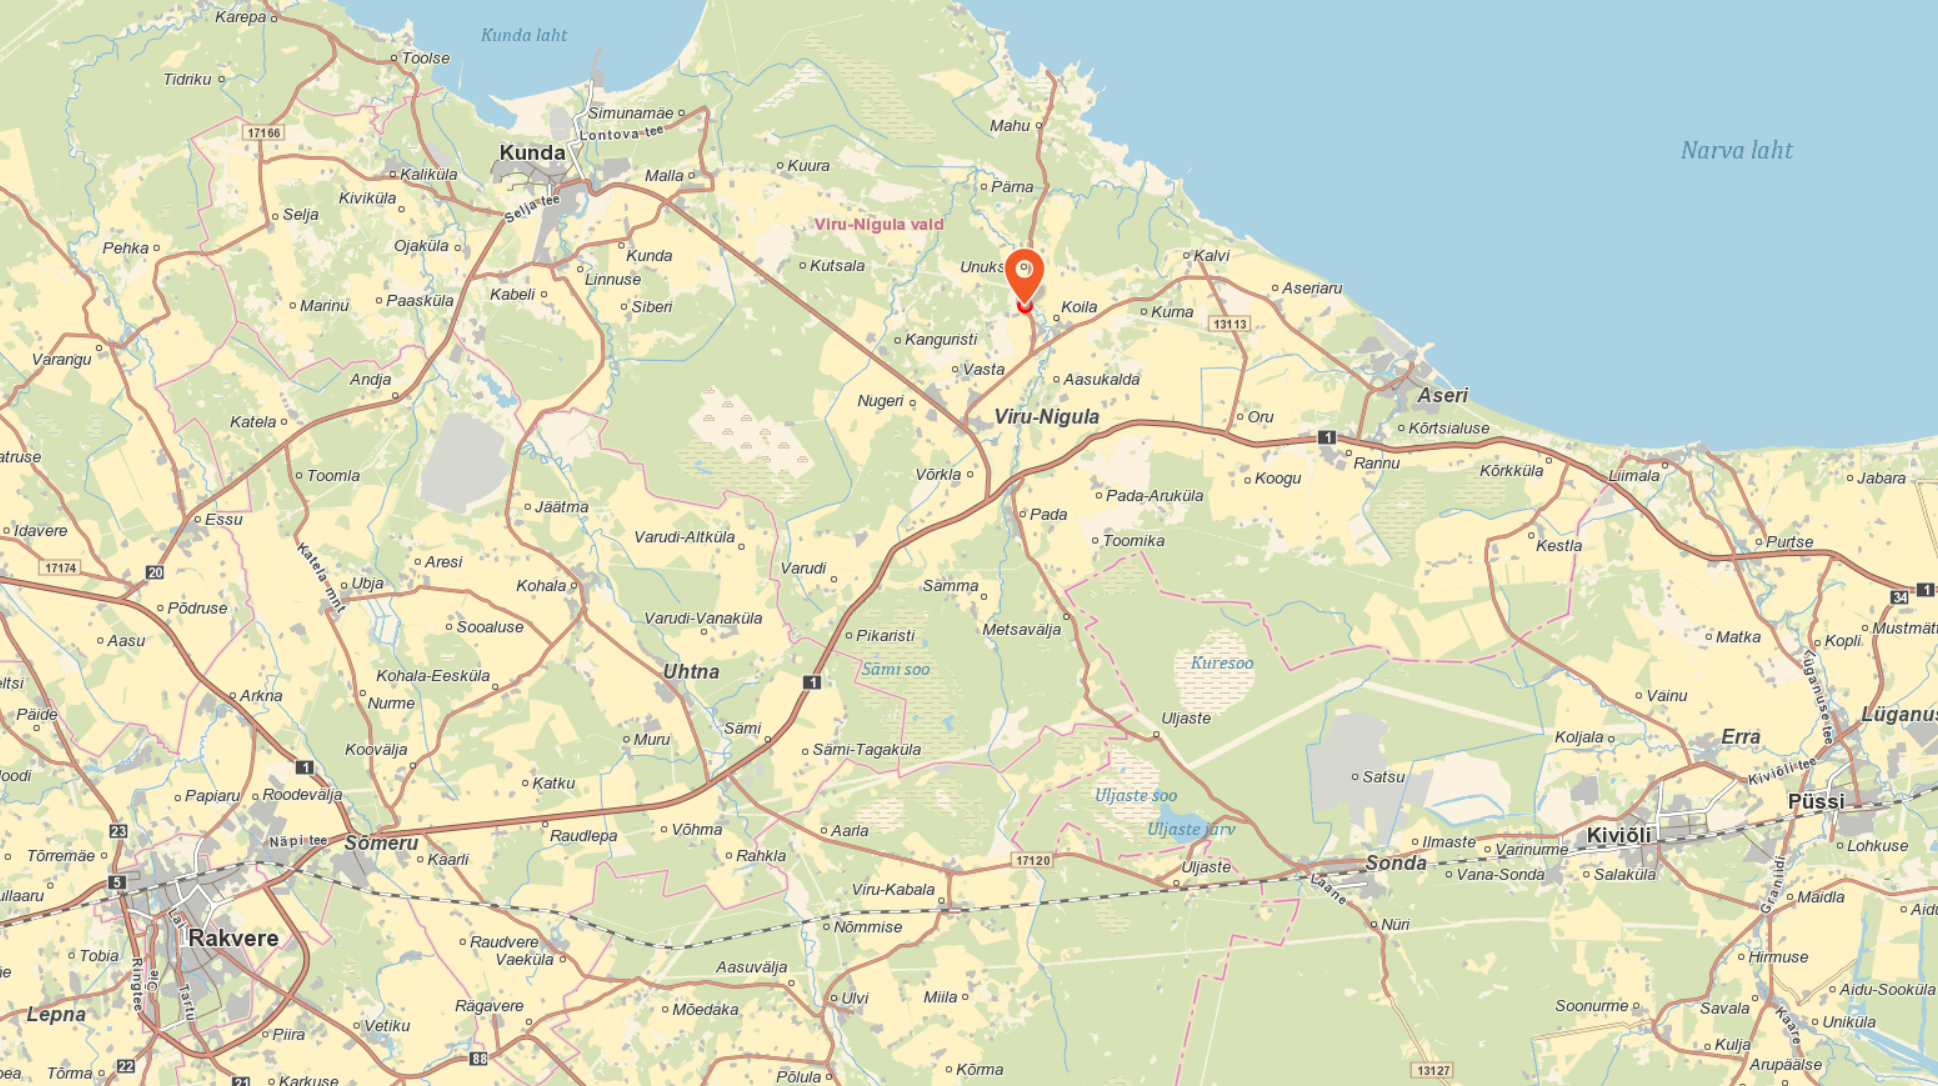 Karepa
Kunda laht
Toolse
Tidriku
Simunamäe
Lontova tee
Mahu
17166
Narva laht
Kunda
Kuura
Kaliküla
Malla
Pärna
Kiviküla
Selja tee
Selja
Viru-Nigula vald
Pehka
Ojaküla
Kunda
Kalvi
Kutsala
Unuks
Linnuse
Kabeli
Aseriaru
Marinu
Paasküla
Siberi
Koila
Kurna
13113
Kanguristi
Varangu
Vasta
Andja
Aasukalda
Aseri
Nugeri
Viru-Nigula
Katela
Oru
Kõrtsialuse
1
Rannu
Toomla
Võrkla
Koogu
Kõrkküla
Liimala
Jabara
Pada-Aruküla
Jäätma
Essu
Pada
Idavere
Varudi-Altküla
Toomika
Kestla
Purtse
17174
20
Aresi
Varudi
Katela mnt
Ubja
Kohala
Samma
34
1
Põdruse
Varudi-Vanaküla
Aasu
Sooaluse
Pikaristi
Metsavälja
Matka
Kopli
Sämi soo
Kuresoo
Lüganuse tee
Uhtna
Kohala-Eesküla
1
Arkna
Nurme
Vainu
Päide
Uljaste
Lüganus
Sämi
Muru
Koovälja
Sämi-Tagaküla
Koljala
Erra
1
Satsu
Kiviõli tee
Papiaru
Roodevälja
Katku
Uljaste soo
Püssi
23
Näpi tee
Sõmeru
Raudlepa
Võhma
Aarla
Uljaste järv
Kiviõli
Tõrremäe
Kaarli
Rahkla
17120
Ilmaste
Varinurme
Lohkuse
Sonda
5
Viru-Kabala
Uljaste
Vana-Sonda
Salaküla
Lääne
Graniidi
Maidla
Laji
Rakvere
Nõmmise
Nüri
Raudvere
Vaeküla
Tobia
Aasuvälja
Hirmuse
Ringtee
Õie
Tartu
Rägavere
Ulvi
Miila
Aidu-Sooküla
Lepna
Mõedaka
Soonurme
Savala
Piira
Vetiku
Kaare
Uniküla
Kulja
88
Tõrma
22
21
Karkuse
Põlula
Kõrma
13127
Arupäälse